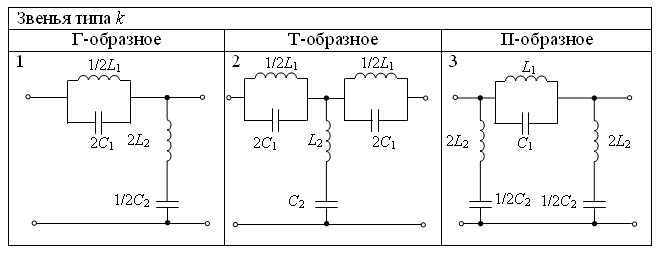 Звенья типа k
Г-образное Т-образное П-образное
1 1/2L₁ 2C₁ 2L₂ 1/2C₂
2 1/2L₁ 1/2L₁ 2C₁ L₂ 2C₁ C₂
3 L₁ C₁ 2L₂ 2L₂ 1/2C₂ 1/2C₂